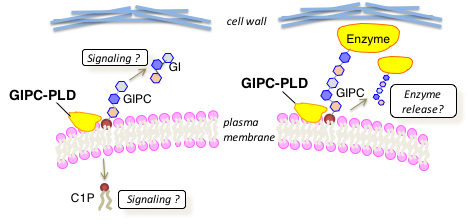 cell wall
Signaling ?
GI
GIPC-PLD
GIPC
plasma
membrane
C1P
Signaling ?
Enzyme
GIPC-PLD
GIPC
Enzyme
release?